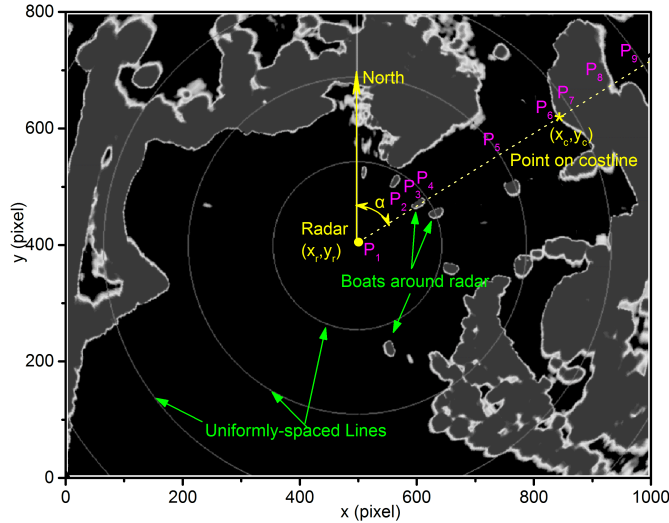 800
600
400
200
0
y (pixel)
0
200
400
600
800
1000
x (pixel)
North
α
Radar
(xr,yr)
P1
P2
P3
P4
P5
P6
P7
P8
P9
(xc,yc)
Point on costline
Boats around radar
Uniformly-spaced Lines